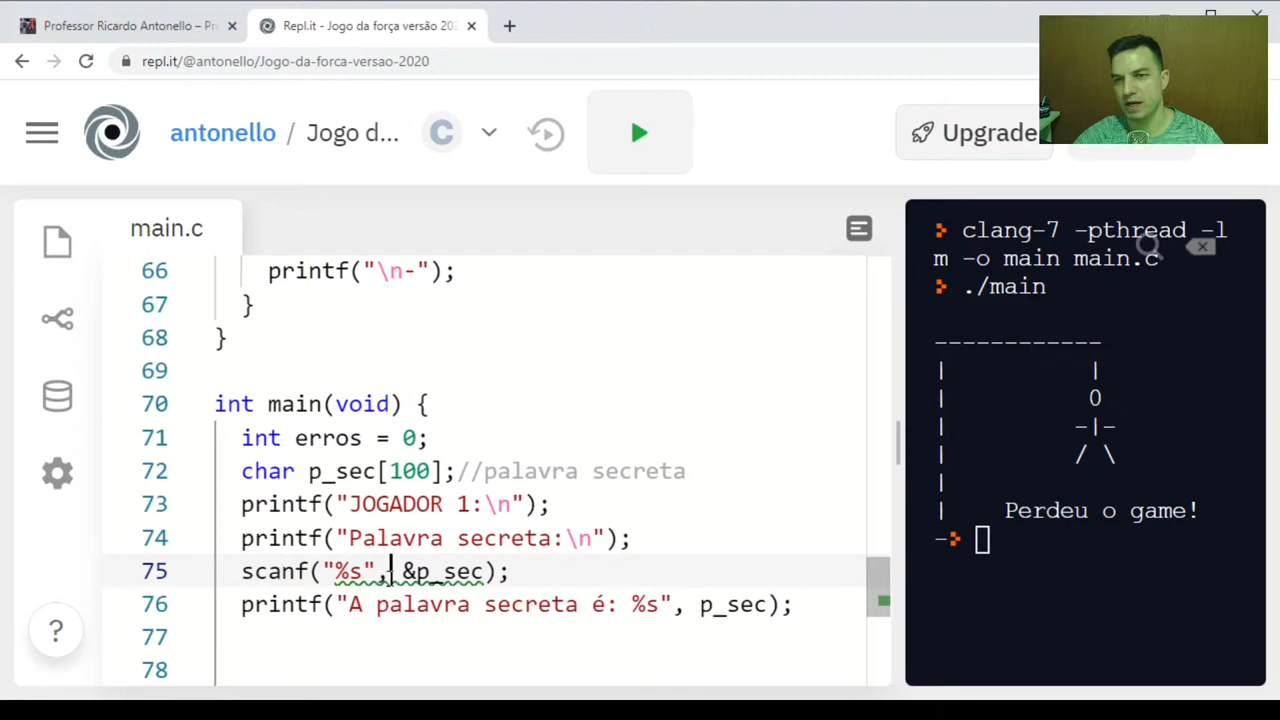 Professor Ricardo Antonello – Pr
Repl.it - Jogo da força versão 202
repl.it/@antonello/Jogo-da-forca-versao-2020
antonello / Jogo d...
C
Upgrade
main.c
66 printf("\n-");
67 }
68 }
69
70 int main(void) {
71 int erros = 0;
72 char p_sec[100];//palavra secreta
73 printf("JOGADOR 1:\n");
74 printf("Palavra secreta:\n");
75 scanf("%s", &p_sec);
76 printf("A palavra secreta é: %s", p_sec);
77
78
?
> clang-7 -pthread -l
m -o main main.c
> ./main
------------
|           |
|           O
|          -|-
|          / \
|
|    Perdeu o game!
->